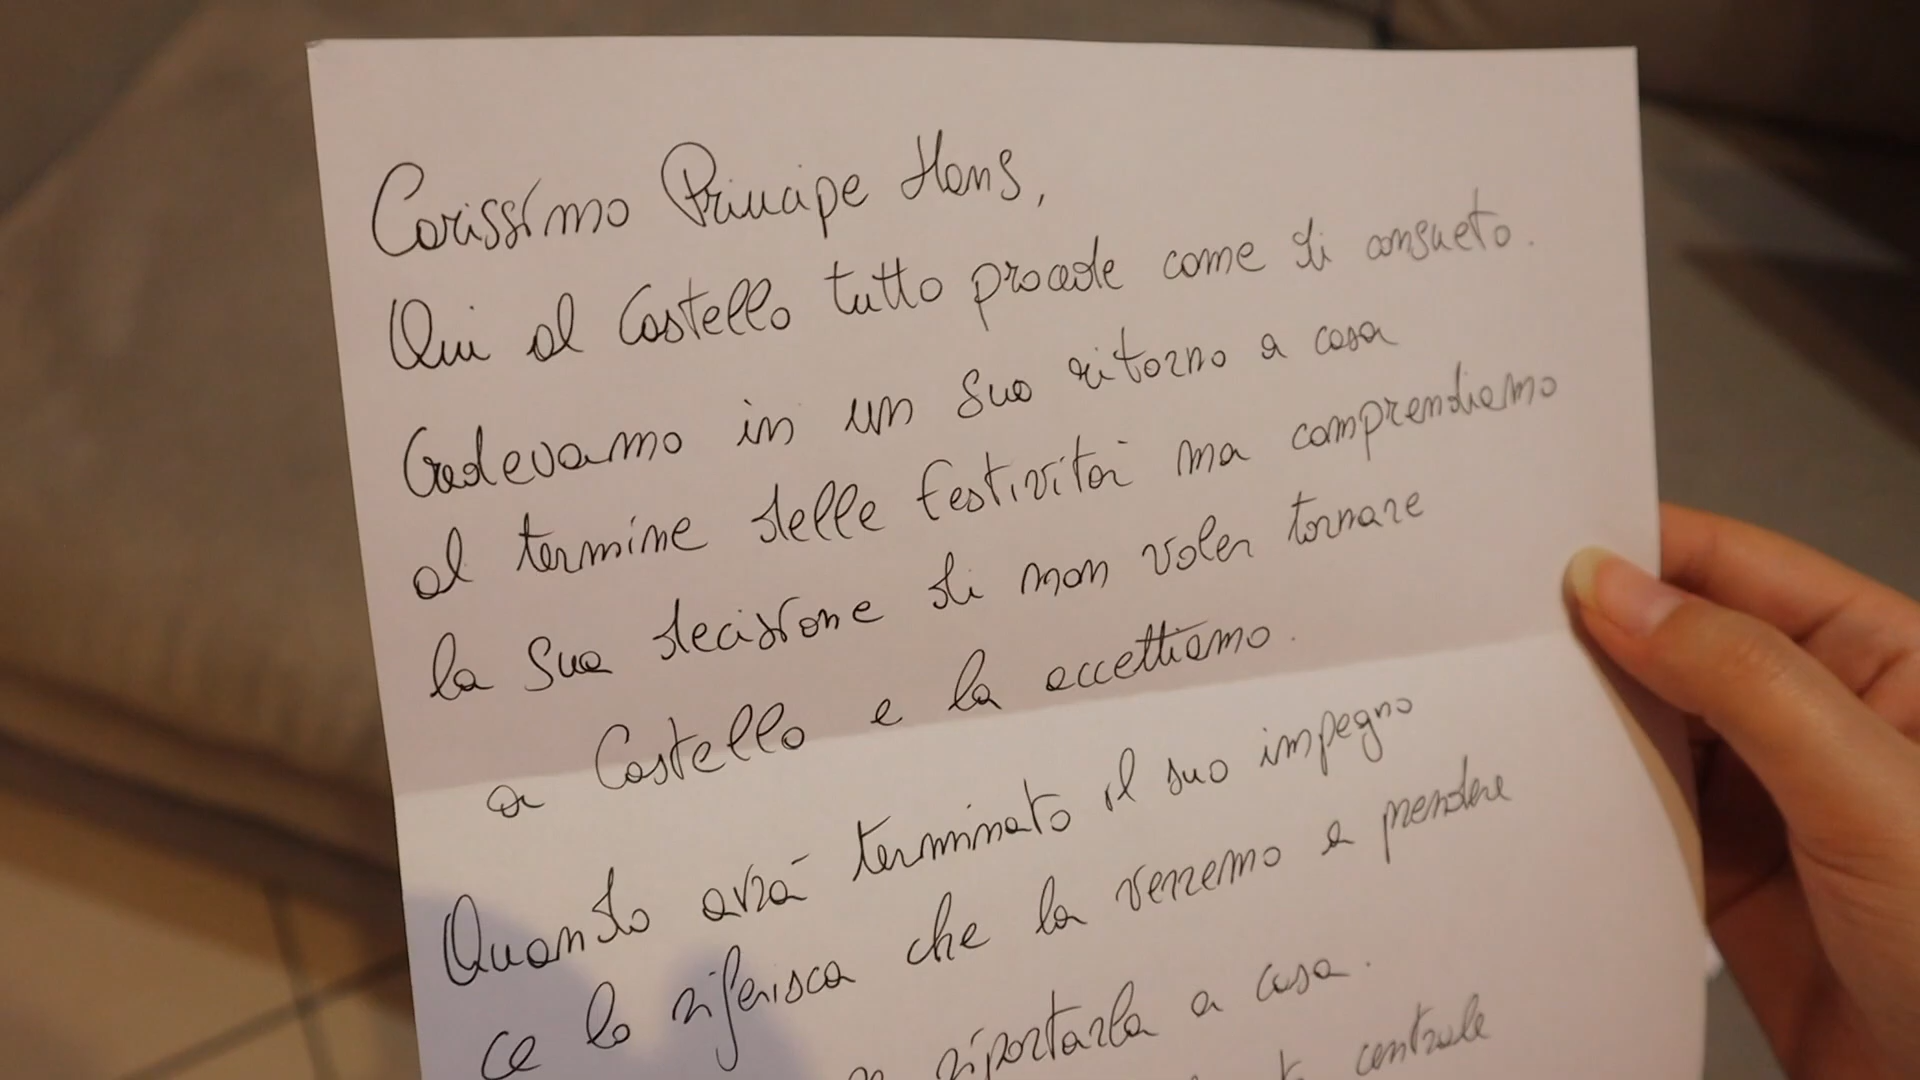 Carissimo Principe Hans,
Qui al Castello tutto procede come di consueto.
Credevamo in un suo ritorno a casa
al termine delle festività ma comprendiamo
la sua decisione di non voler tornare
a Castello e la accettiamo.
Quando avrà terminato il suo impegno
ce lo riferisca che la verremo a prendere
riportarla a casa.
centrale